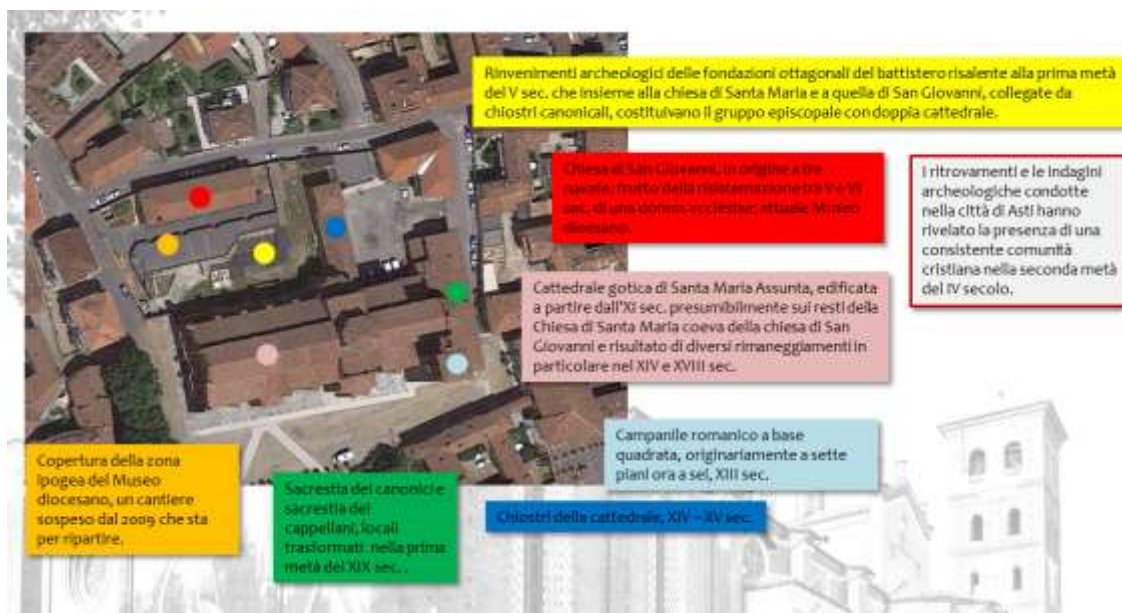 Rinvenimenti archeologici delle fondazioni ottagonali del battistero risalente alla prima metà
del V sec. che insieme alla chiesa di Santa Maria e a quella di San Giovanni, collegate da
chiostri canonicali, costituivano il gruppo episcopale con doppia cattedrale.
Chiesa di San Giovanni, in origine a tre
navate, frutto della risistemazione tra V e VI
sec. di una domus ecclesiae; attuale Museo
diocesano.
I ritrovamenti e le indagini
archeologiche condotte
nella città di Asti hanno
rivelato la presenza di una
consistente comunità
cristiana nella seconda metà
del IV secolo.
Cattedrale gotica di Santa Maria Assunta, edificata
a partire dall'XI sec. presumibilmente sui resti della
Chiesa di Santa Maria coeva della chiesa di San
Giovanni e risultato di diversi rimaneggiamenti in
particolare nel XIV e XVIII sec.
Campanile romanico a base
quadrata, originariamente a sette
piani ora a sei, XIII sec.
Copertura della zona
ipogea del Museo
diocesano, un cantiere
sospeso dal 2009 che sta
per ripartire.
Sacrestia dei canonici e
sacrestia dei
cappellani, locali
trasformati nella prima
metà del XIX sec. .
Chiostri della cattedrale, XIV – XV sec.